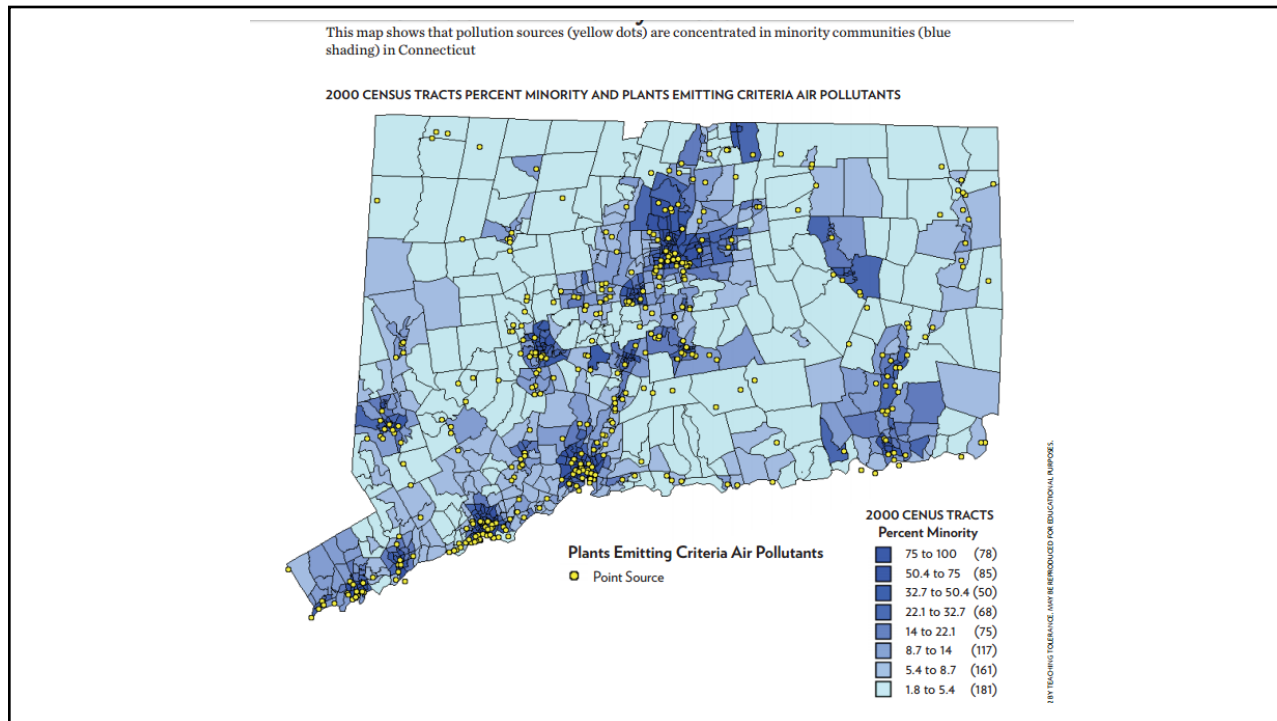 This map shows that pollution sources (yellow dots) are concentrated in minority communities (blue
shading) in Connecticut
2000 CENSUS TRACTS PERCENT MINORITY AND PLANTS EMITTING CRITERIA AIR POLLUTANTS
Plants Emitting Criteria Air Pollutants
Point Source
2000 CENUS TRACTS
Percent Minority
75 to 100 (78)
50.4 to 75 (85)
32.7 to 50.4 (50)
22.1 to 32.7 (68)
14 to 22.1 (75)
8.7 to 14 (117)
5.4 to 8.7 (161)
1.8 to 5.4 (181)
2 BY TEACHING TOLERANCE. MAY BE REPRODUCED FOR EDUCATIONAL PURPOSES.